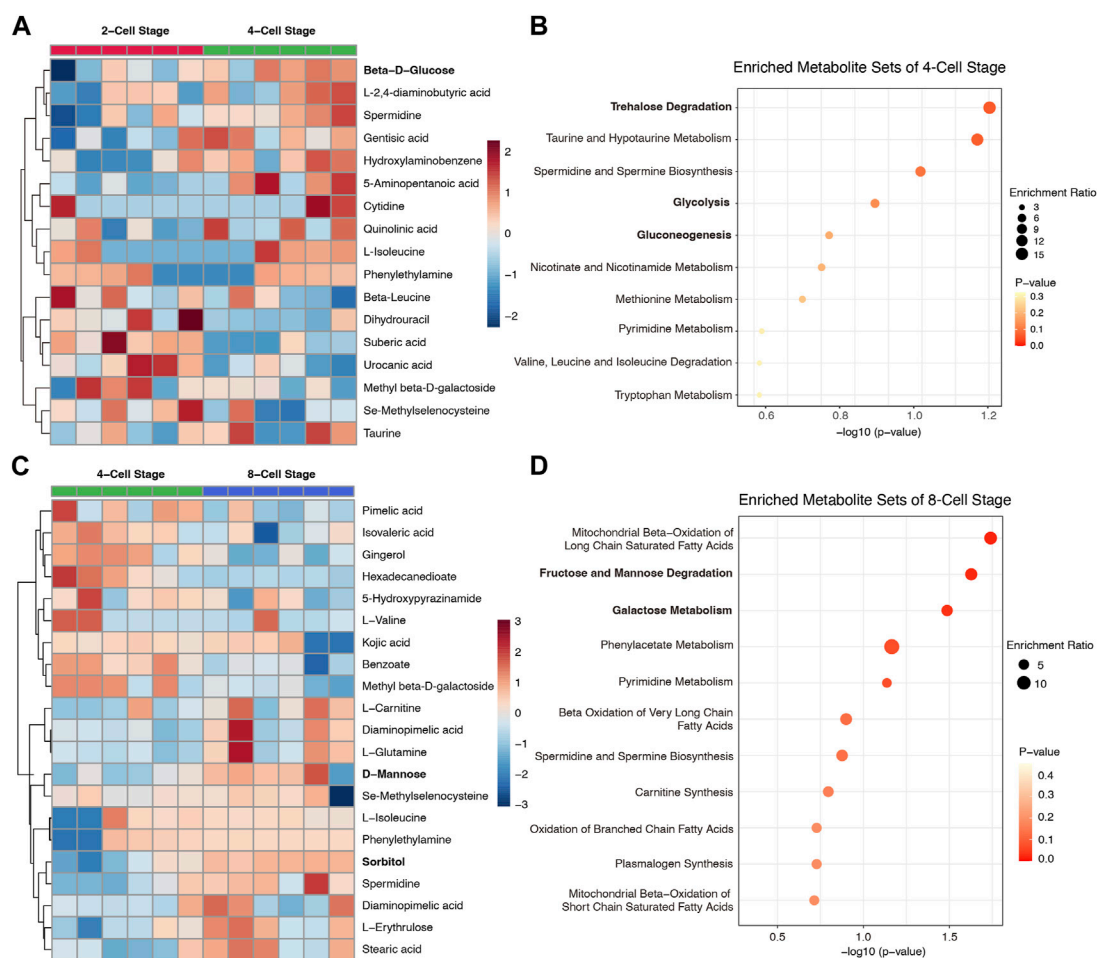 A
2–Cell Stage
4–Cell Stage
Beta–D–Glucose
L-2,4-diaminobutyric acid
Spermidine
Gentisic acid
Hydroxylaminobenzene
5-Aminopentanoic acid
Cytidine
Quinolinic acid
L-Isoleucine
Phenylethylamine
Beta-Leucine
Dihydrouracil
Suberic acid
Urocanic acid
Methyl beta-D-galactoside
Se-Methylselenocysteine
Taurine
2
1
0
−1
−2
B
Enriched Metabolite Sets of 4-Cell Stage
Trehalose Degradation
Taurine and Hypotaurine Metabolism
Spermidine and Spermine Biosynthesis
Glycolysis
Gluconeogenesis
Nicotinate and Nicotinamide Metabolism
Methionine Metabolism
Pyrimidine Metabolism
Valine, Leucine and Isoleucine Degradation
Tryptophan Metabolism
0.6 0.8 1.0 1.2
−log10 (p-value)
Enrichment Ratio
3
6
9
12
15
P-value
0.3
0.2
0.1
0.0
C
4–Cell Stage
8–Cell Stage
Pimelic acid
Isovaleric acid
Gingerol
Hexadecanedioate
5-Hydroxypyrazinamide
L–Valine
Kojic acid
Benzoate
Methyl beta-D-galactoside
L–Carnitine
Diaminopimelic acid
L–Glutamine
D–Mannose
Se-Methylselenocysteine
L–Isoleucine
Phenylethylamine
Sorbitol
Spermidine
Diaminopimelic acid
L–Erythrulose
Stearic acid
3
2
1
0
−1
−2
−3
D
Enriched Metabolite Sets of 8-Cell Stage
Mitochondrial Beta−Oxidation of
Long Chain Saturated Fatty Acids
Fructose and Mannose Degradation
Galactose Metabolism
Phenylacetate Metabolism
Pyrimidine Metabolism
Beta Oxidation of Very Long Chain
Fatty Acids
Spermidine and Spermine Biosynthesis
Carnitine Synthesis
Oxidation of Branched Chain Fatty Acids
Plasmalogen Synthesis
Mitochondrial Beta−Oxidation of
Short Chain Saturated Fatty Acids
0.5 1.0 1.5
−log10 (p-value)
Enrichment Ratio
5
10
P-value
0.4
0.3
0.2
0.1
0.0